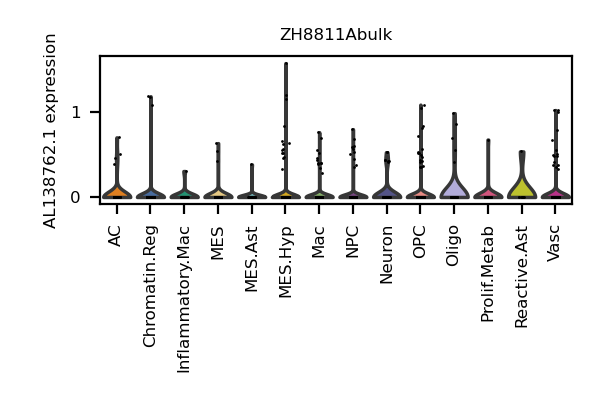 ZH8811Abulk
AL138762.1 expression
1
0
AC
Chromatin.Reg
Inflammatory.Mac
MES
MES.Ast
MES.Hyp
Mac
NPC
Neuron
OPC
Oligo
Prolif.Metab
Reactive.Ast
Vasc